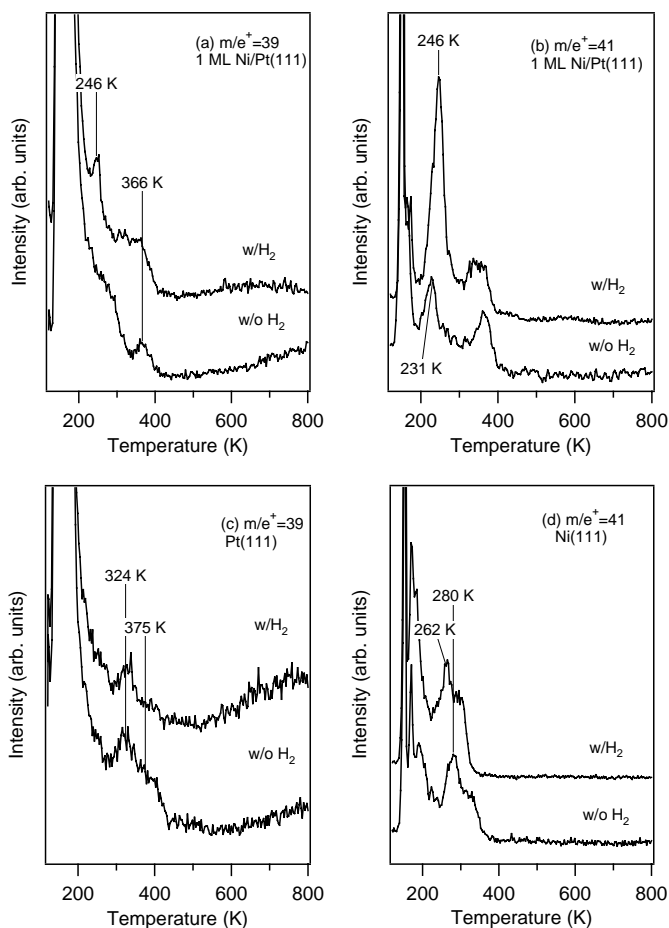 (a) m/e⁺=39
1 ML Ni/Pt(111)
246 K
366 K
w/H₂
w/o H₂
Intensity (arb. units)
200 400 600 800
Temperature (K)
(b) m/e⁺=41
1 ML Ni/Pt(111)
246 K
w/H₂
w/o H₂
231 K
Intensity (arb. units)
200 400 600 800
Temperature (K)
(c) m/e⁺=39
Pt(111)
324 K
375 K
w/H₂
w/o H₂
Intensity (arb. units)
200 400 600 800
Temperature (K)
(d) m/e⁺=41
Ni(111)
280 K
262 K
w/H₂
w/o H₂
Intensity (arb. units)
200 400 600 800
Temperature (K)